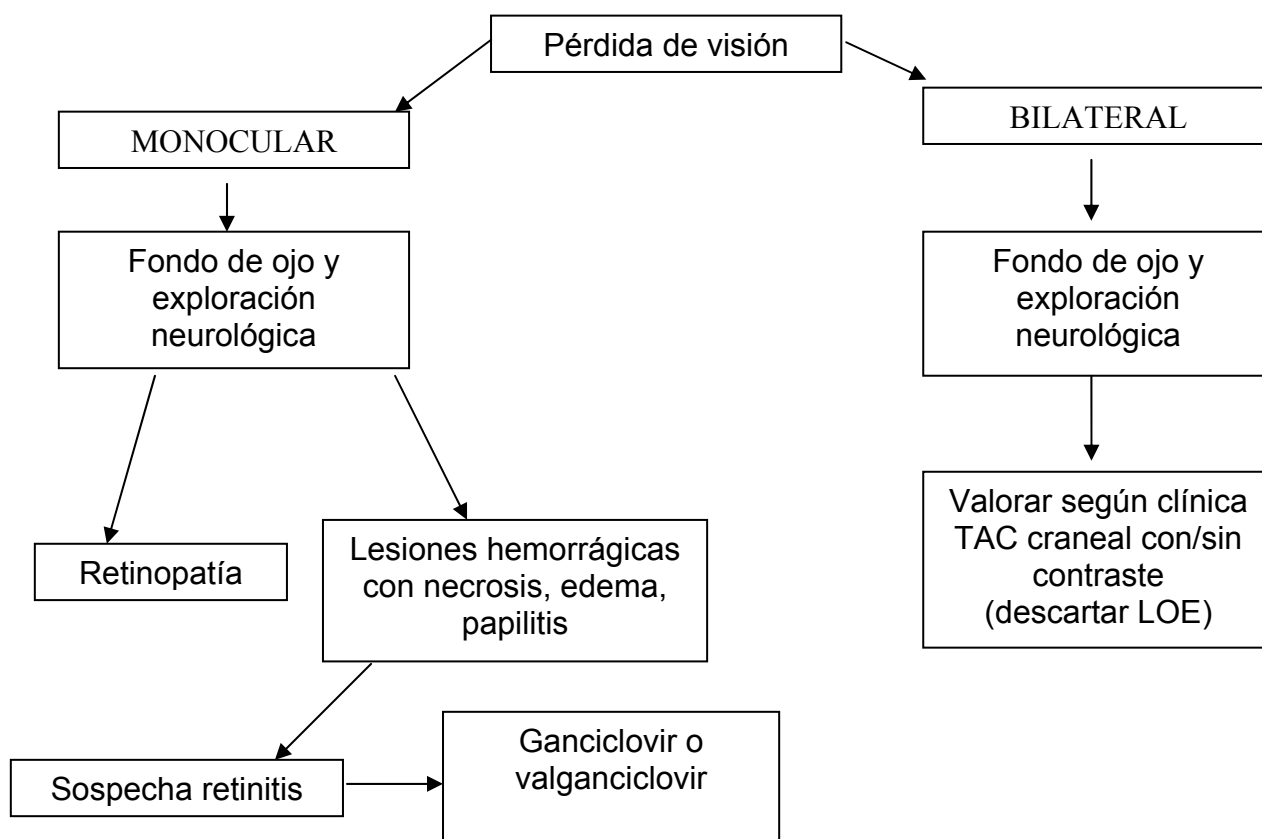 Pérdida de visión
MONOCULAR
BILATERAL
Fondo de ojo y
exploración
neurológica
Fondo de ojo y
exploración
neurológica
Retinopatía
Lesiones hemorrágicas
con necrosis, edema,
papilitis
Valorar según clínica
TAC craneal con/sin
contraste
(descartar LOE)
Sospecha retinitis
Ganciclovir o
valganciclovir